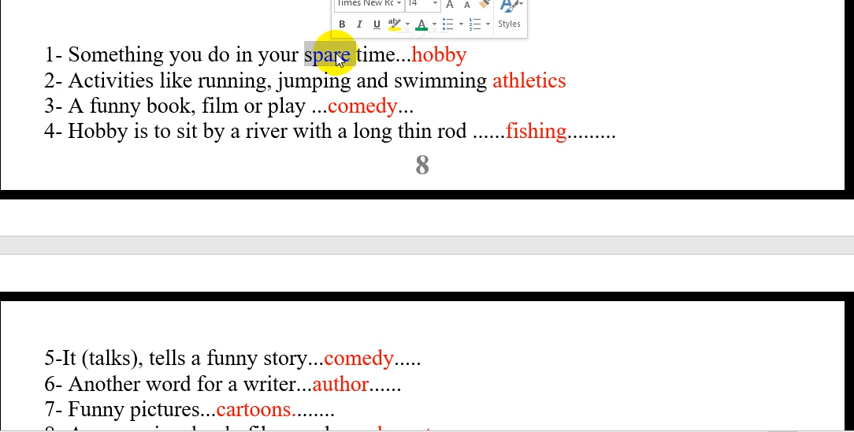 Times New Rc 14 A A
B I U aby A Styles
1- Something you do in your spare time...hobby
2- Activities like running, jumping and swimming athletics
3- A funny book, film or play ...comedy...
4- Hobby is to sit by a river with a long thin rod ......fishing.........
8
5-It (talks), tells a funny story...comedy.....
6- Another word for a writer...author......
7- Funny pictures...cartoons........